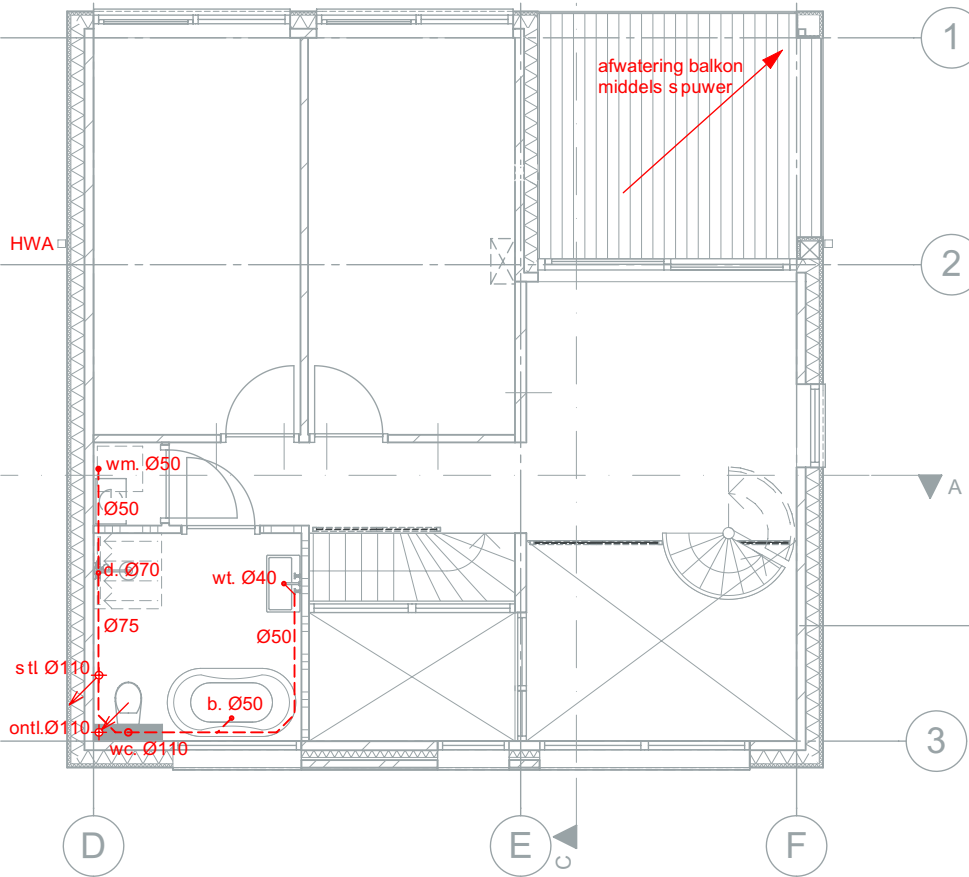 1
afwatering balkon
middels spuwer
HWA
2
wm. Ø50
A
Ø50
d. Ø70
wt. Ø40
Ø75
Ø50
stl. Ø110
b. Ø50
ontl.Ø110
wc. Ø110
3
D
E
C
F